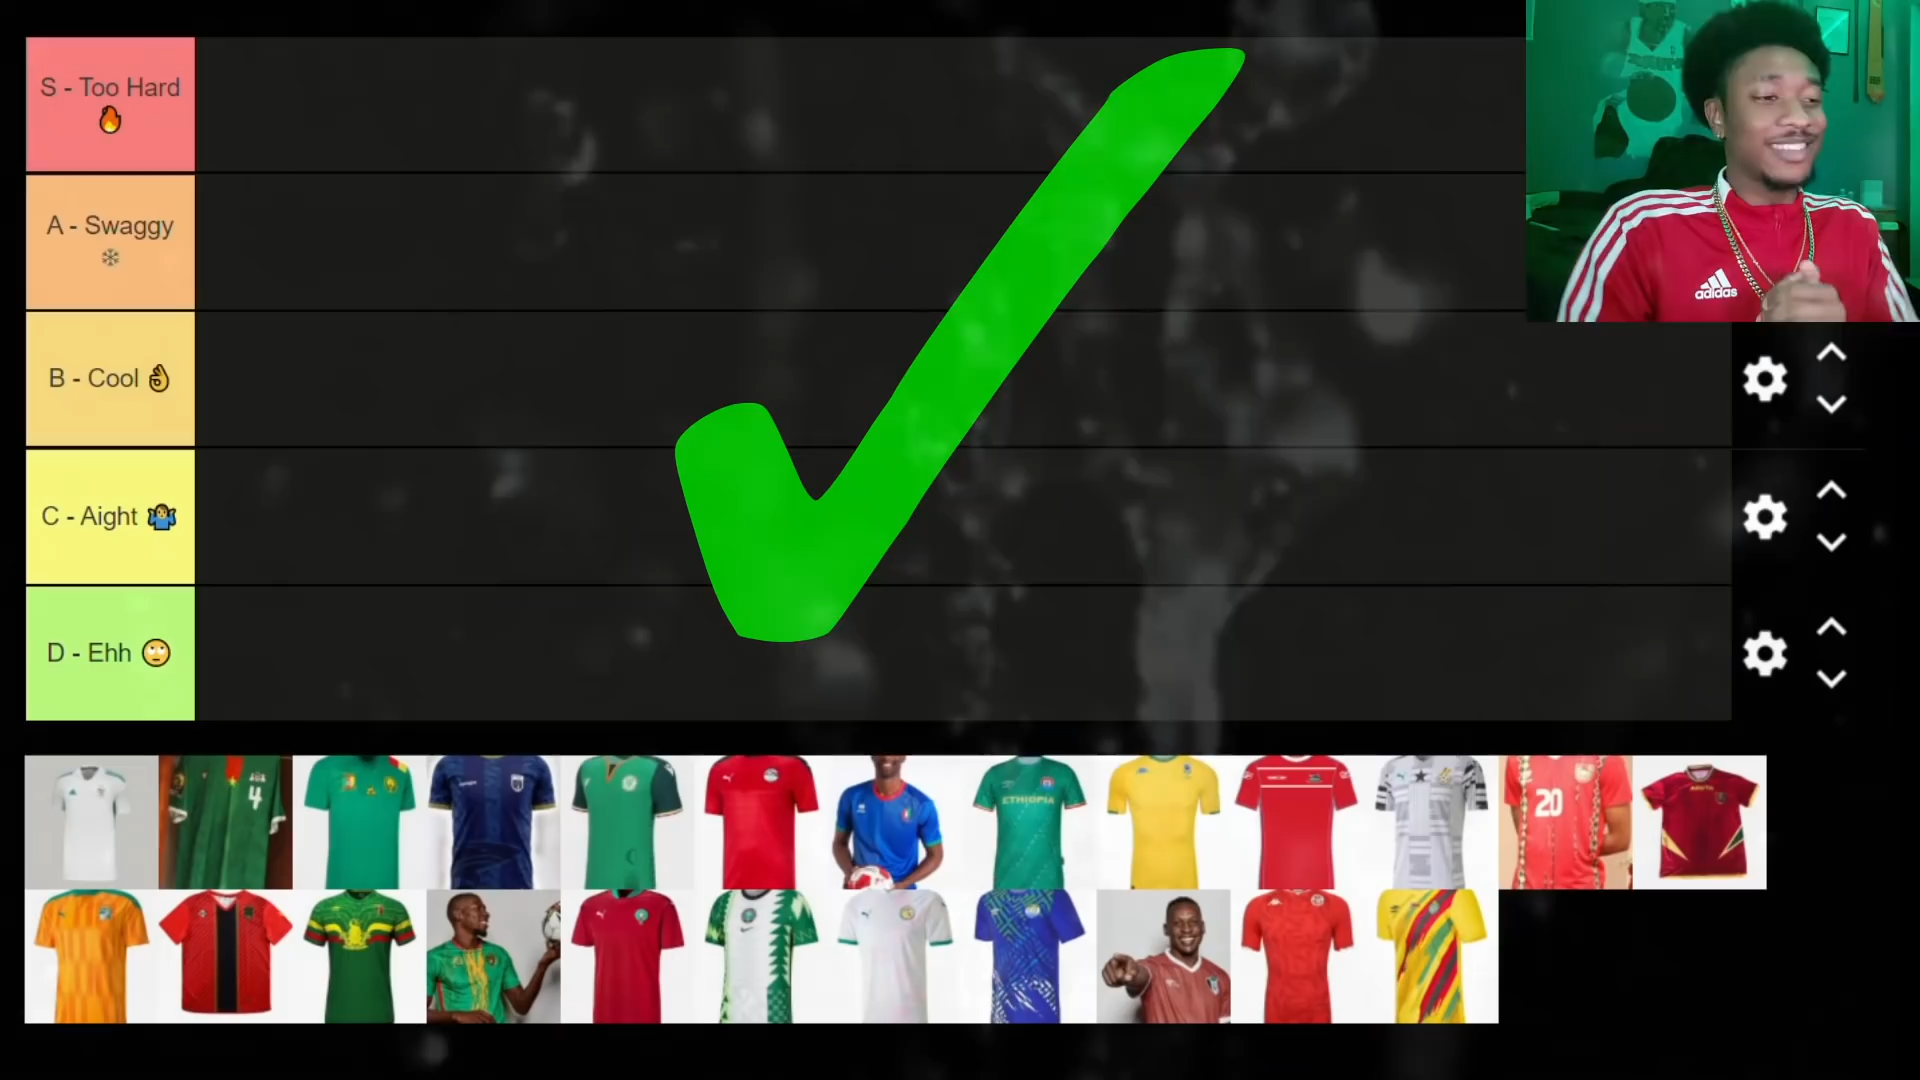 S - Too Hard
🔥
A - Swaggy
❄
B - Cool 👌
C - Aight 🤷
D - Ehh 🙄
adidas
4
ETHIOPIA
20